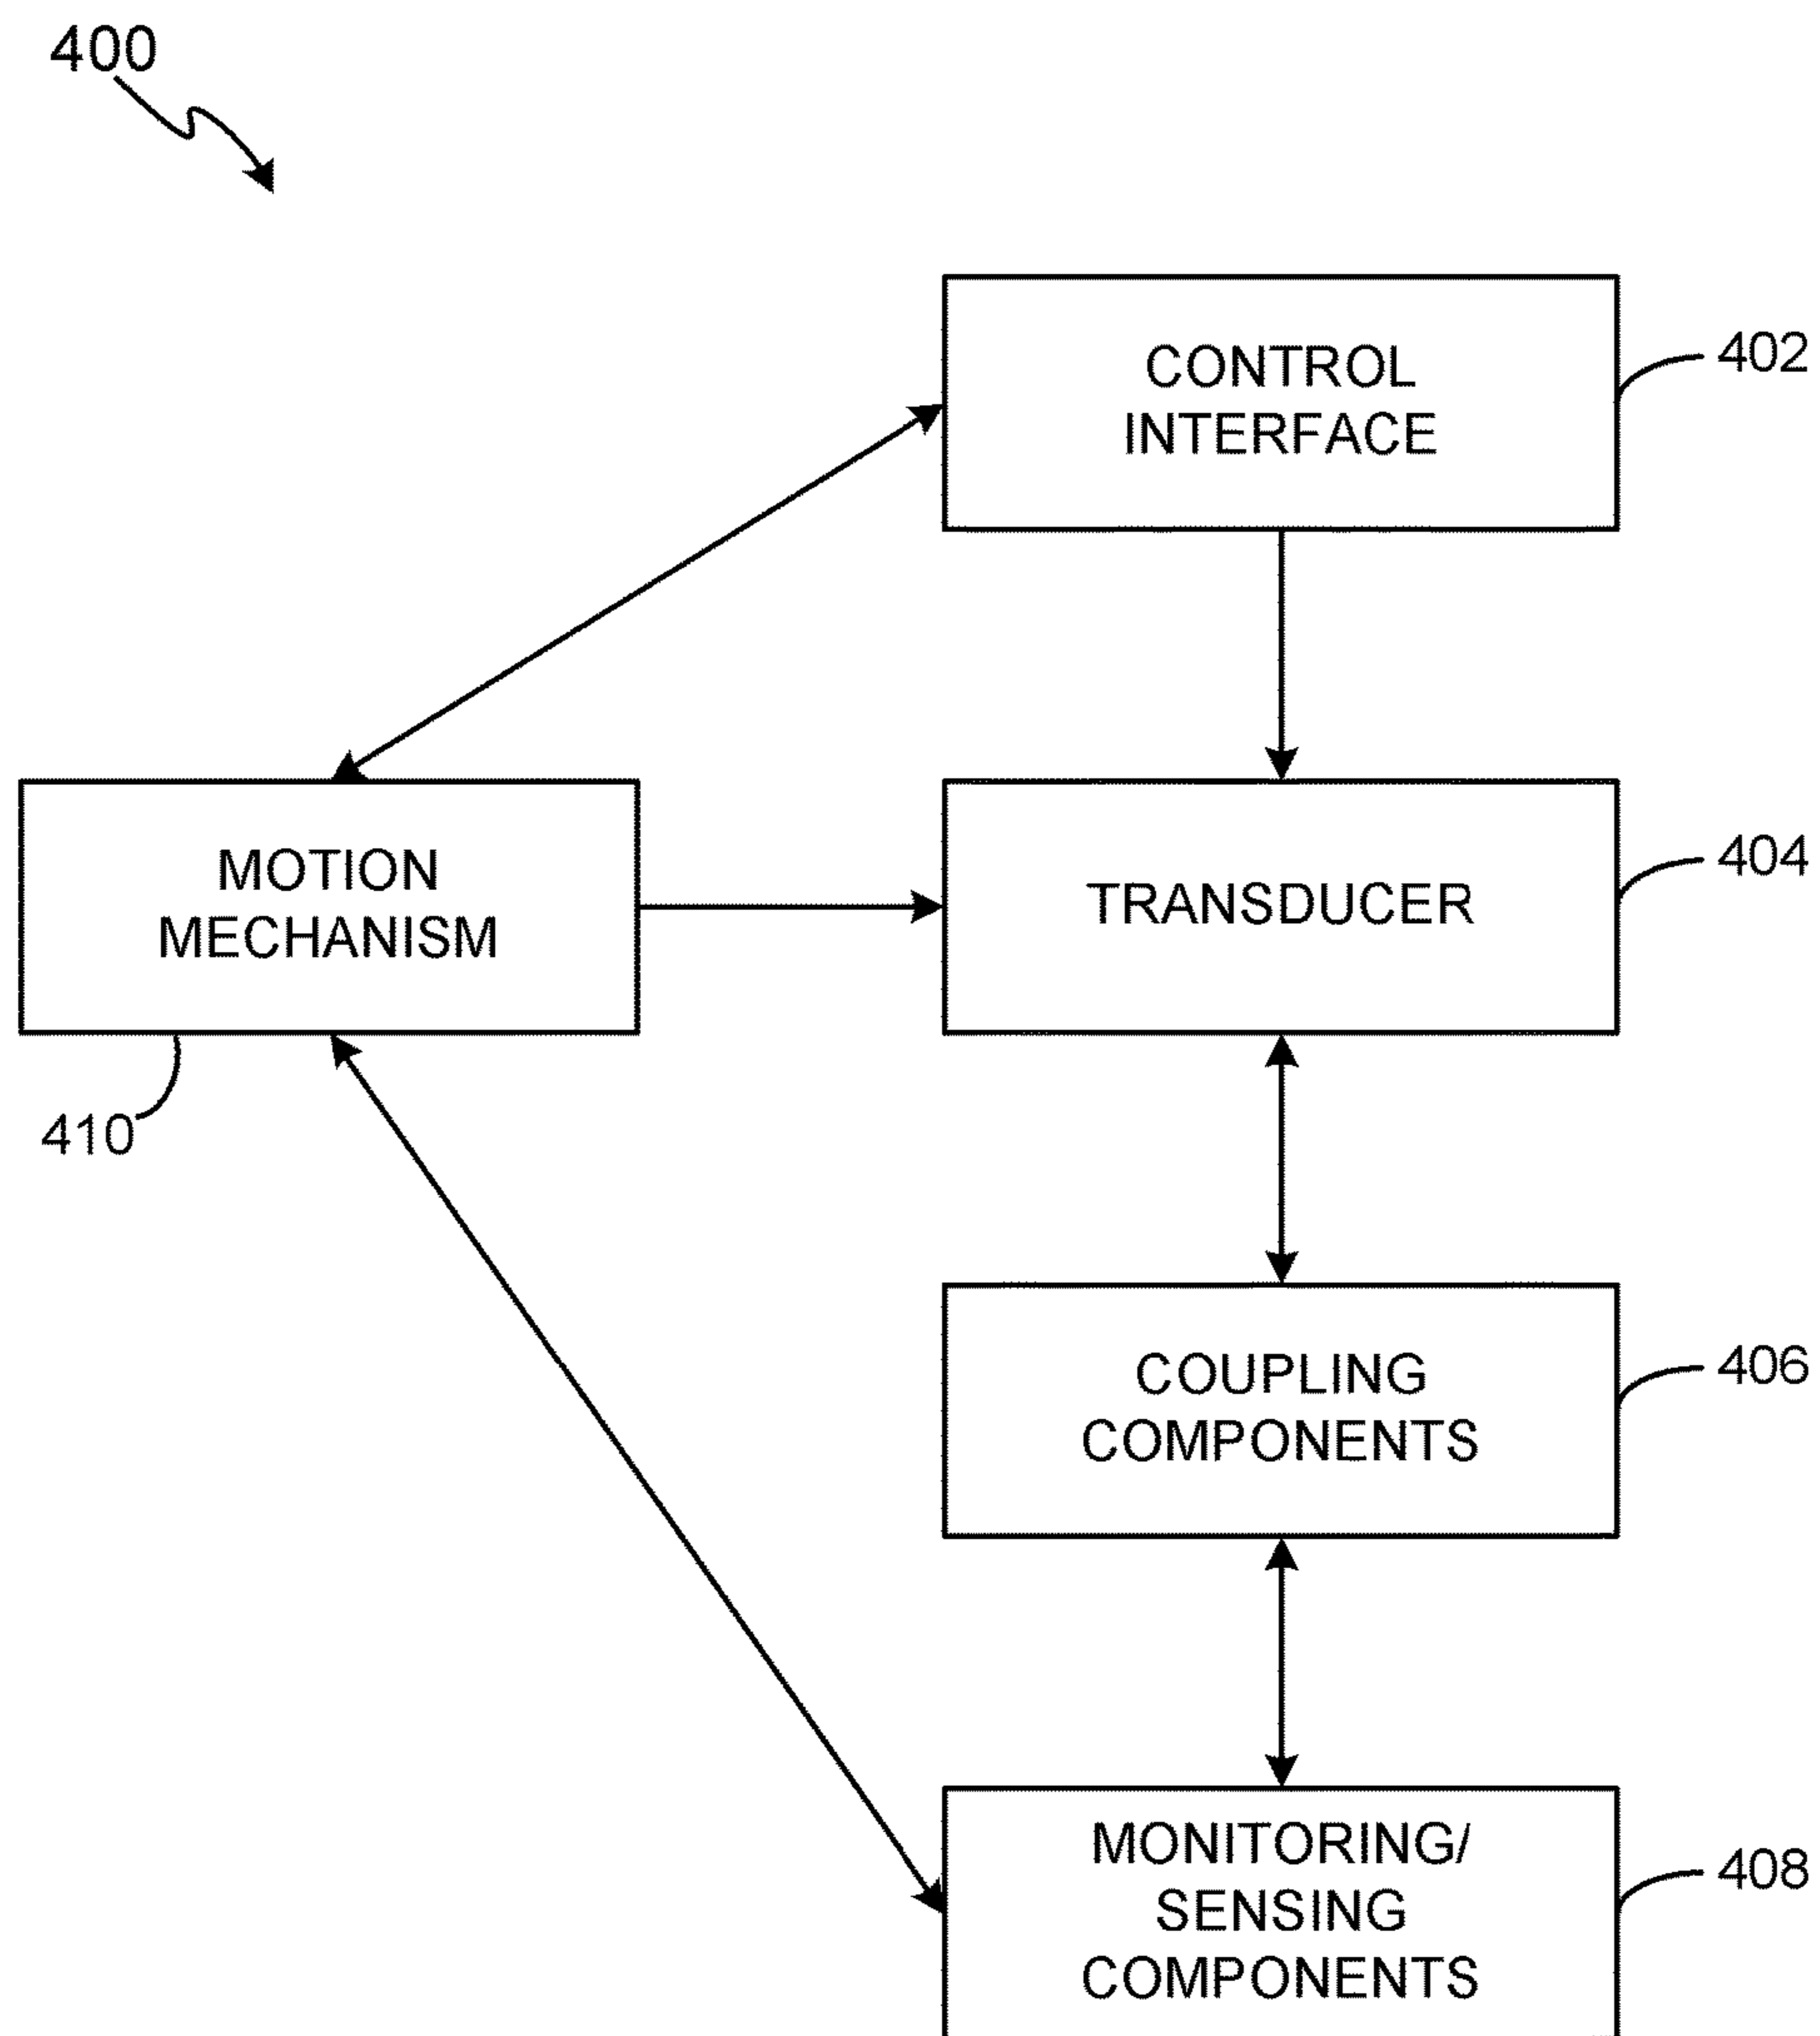 400
CONTROL
INTERFACE
402
MOTION
MECHANISM
410
TRANSDUCER
404
COUPLING
COMPONENTS
406
MONITORING/
SENSING
COMPONENTS
408